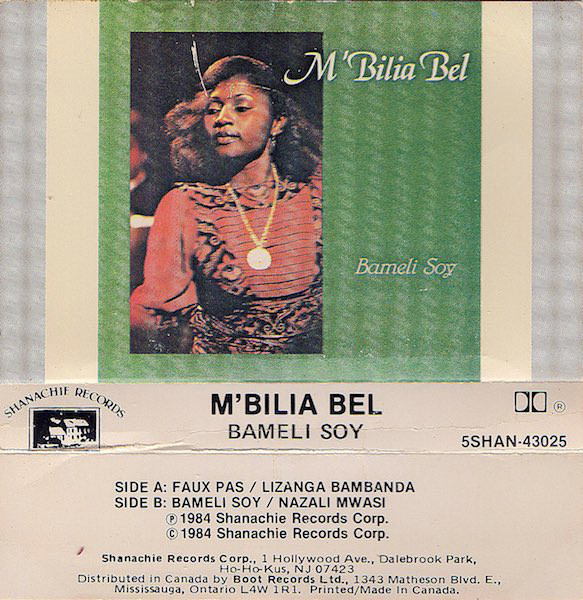 M'Bilia Bel
Bameli Soy
SHANACHIE RECORDS
M'BILIA BEL
BAMELI SOY
®
5SHAN-43025
SIDE A: FAUX PAS / LIZANGA BAMBANDA
SIDE B: BAMELI SOY / NAZALI MWASI
℗ 1984 Shanachie Records Corp.
© 1984 Shanachie Records Corp.
Shanachie Records Corp., 1 Hollywood Ave., Dalebrook Park,
Ho-Ho-Kus, NJ 07423
Distributed in Canada by Boot Records Ltd., 1343 Matheson Blvd. E.,
Mississauga, Ontario L4W 1R1. Printed/Made In Canada.